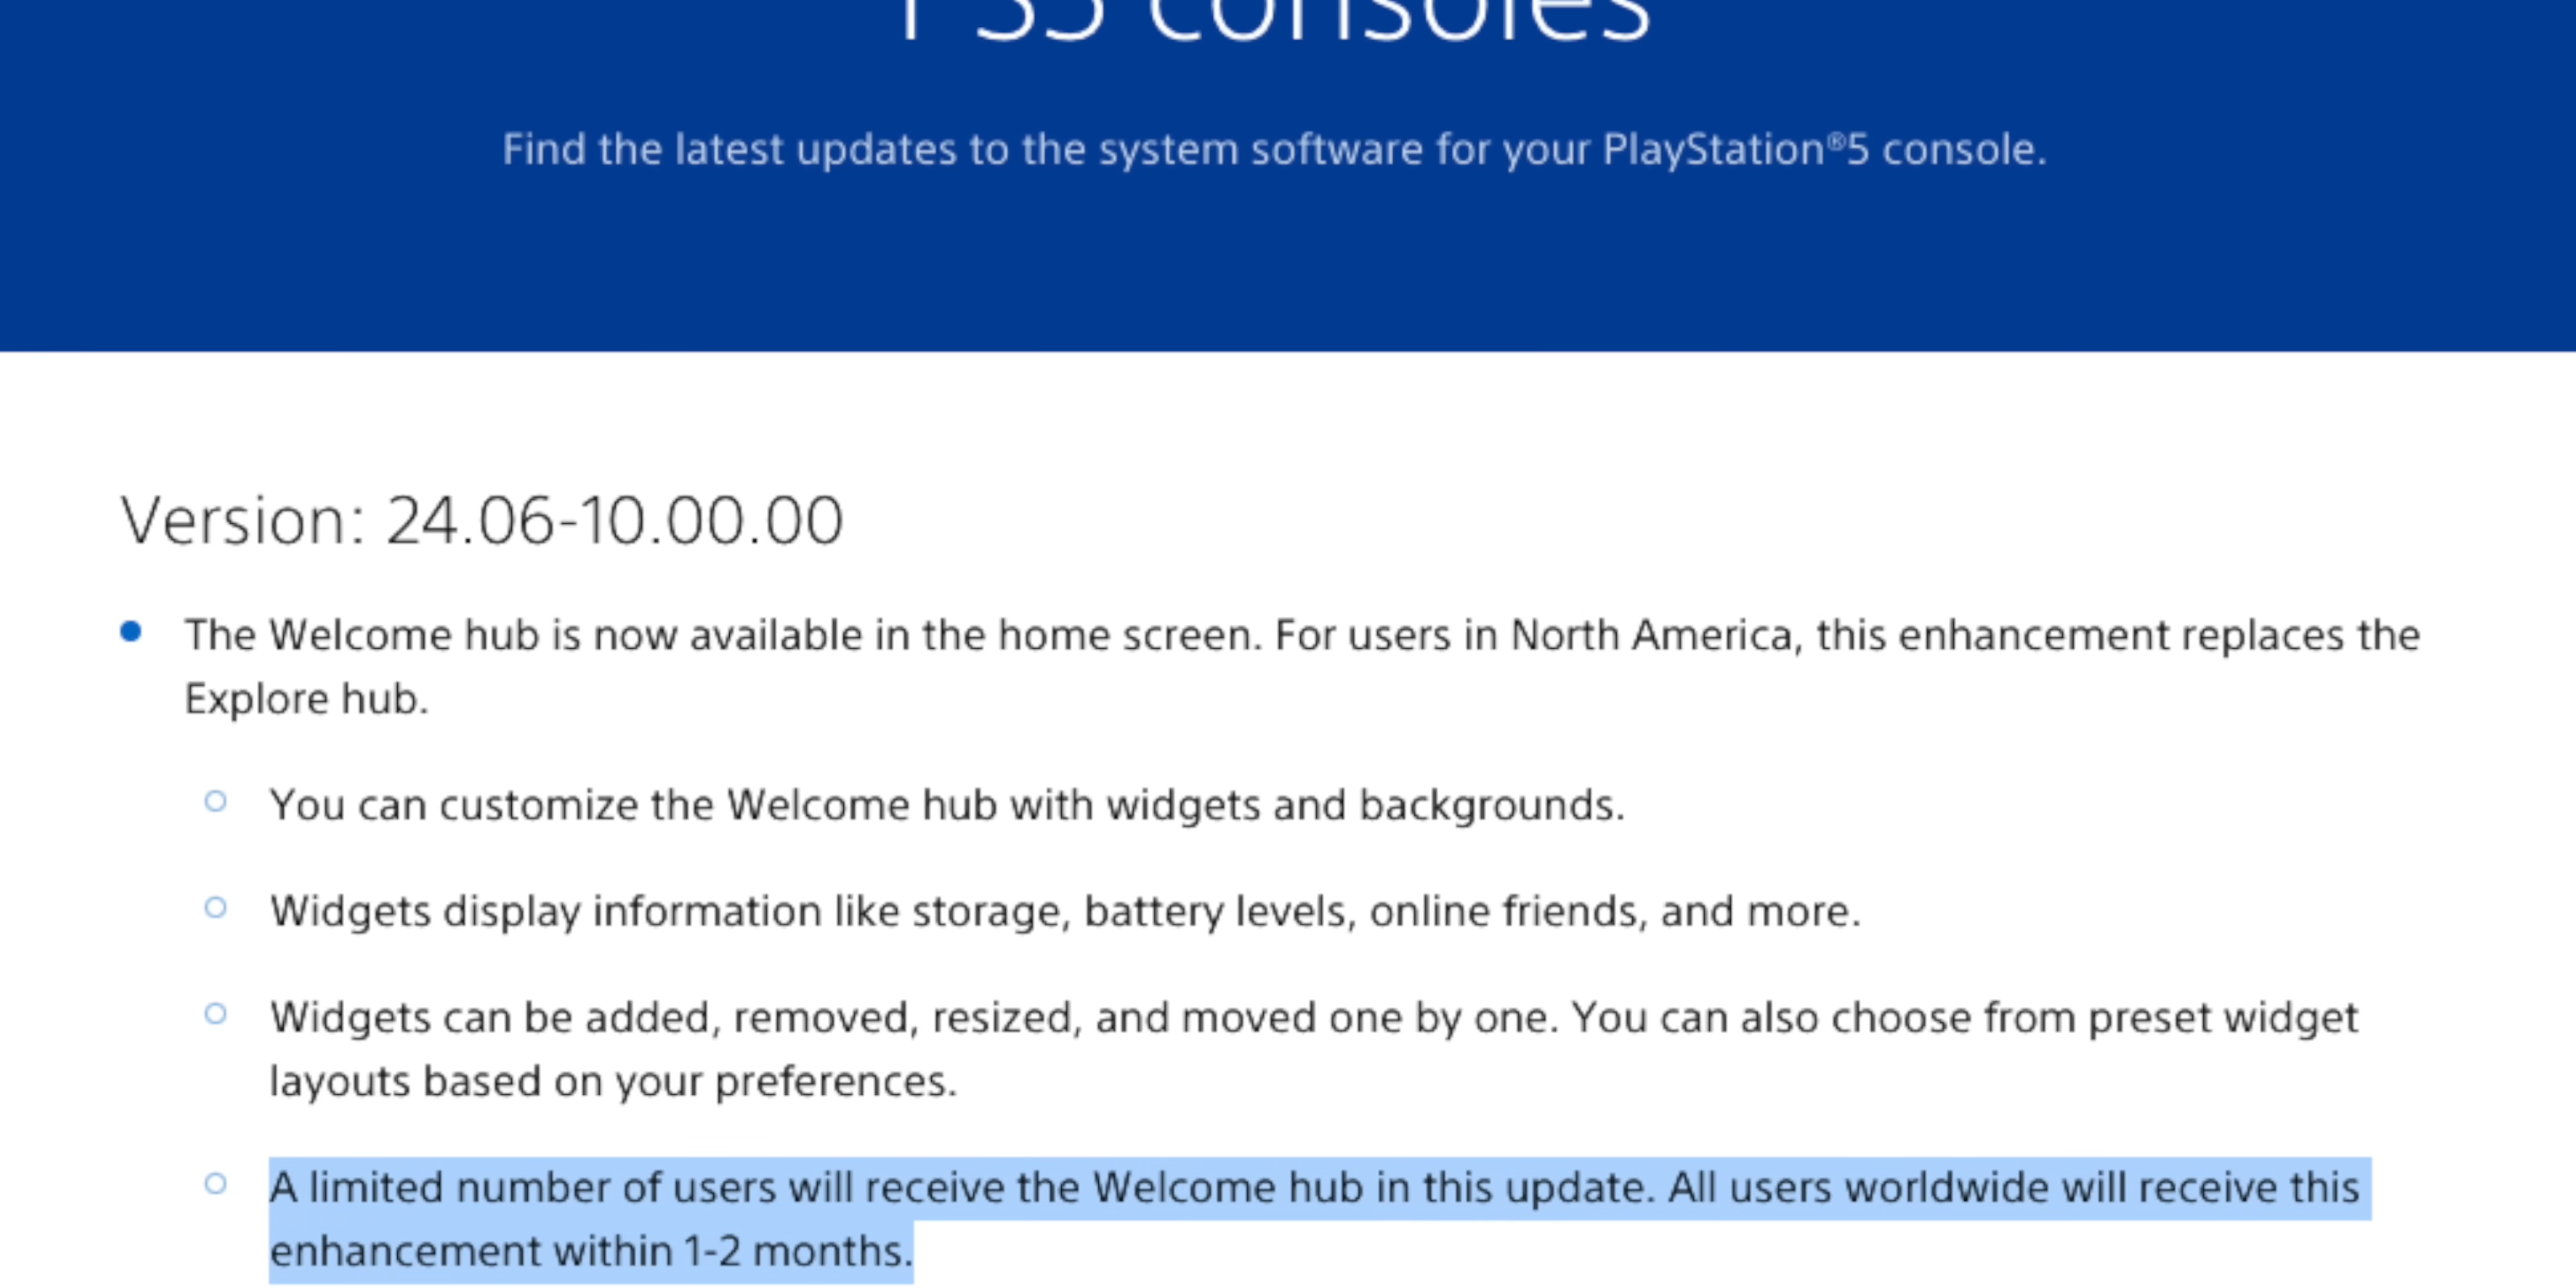 PS5 consoles
Find the latest updates to the system software for your PlayStation®5 console.
Version: 24.06-10.00.00
The Welcome hub is now available in the home screen. For users in North America, this enhancement replaces the
Explore hub.
You can customize the Welcome hub with widgets and backgrounds.
Widgets display information like storage, battery levels, online friends, and more.
Widgets can be added, removed, resized, and moved one by one. You can also choose from preset widget
layouts based on your preferences.
A limited number of users will receive the Welcome hub in this update. All users worldwide will receive this
enhancement within 1-2 months.